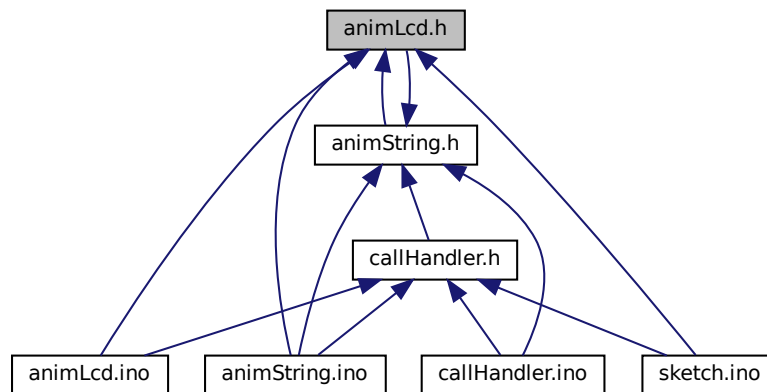 animLcd.h
animString.h
callHandler.h
animLcd.ino
animString.ino
callHandler.ino
sketch.ino